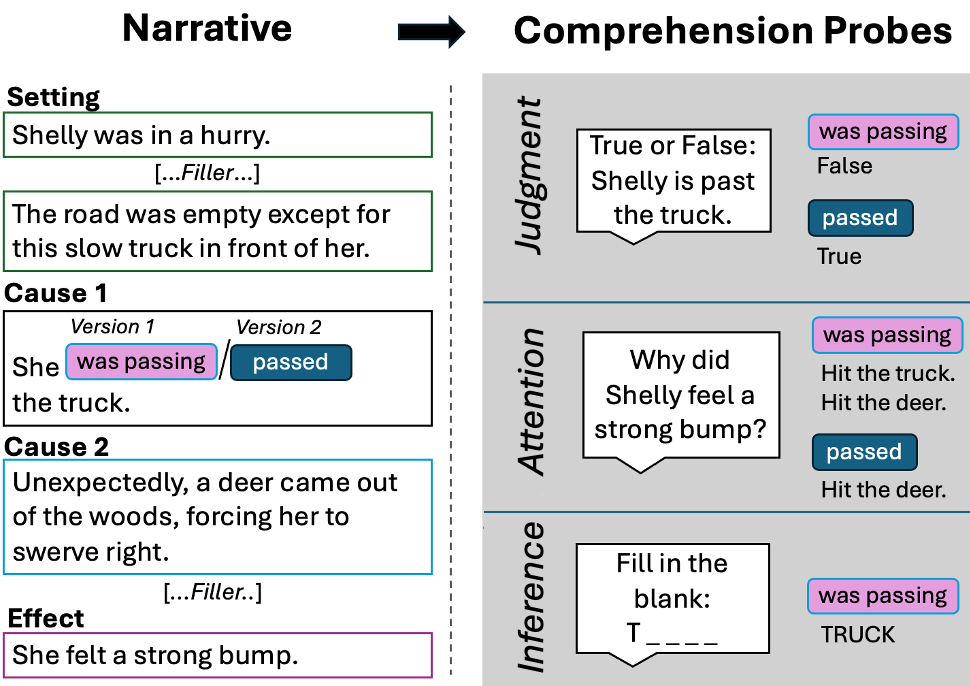 Narrative
Comprehension Probes
Setting
Shelly was in a hurry.
[...Filler...]
The road was empty except for
this slow truck in front of her.
Cause 1
Version 1
Version 2
She was passing / passed
the truck.
Cause 2
Unexpectedly, a deer came out
of the woods, forcing her to
swerve right.
[...Filler..]
Effect
She felt a strong bump.
Judgment
True or False:
Shelly is past
the truck.
was passing
False
passed
True
Attention
Why did
Shelly feel a
strong bump?
was passing
Hit the truck.
Hit the deer.
passed
Hit the deer.
Inference
Fill in the
blank:
T _ _ _ _
was passing
TRUCK